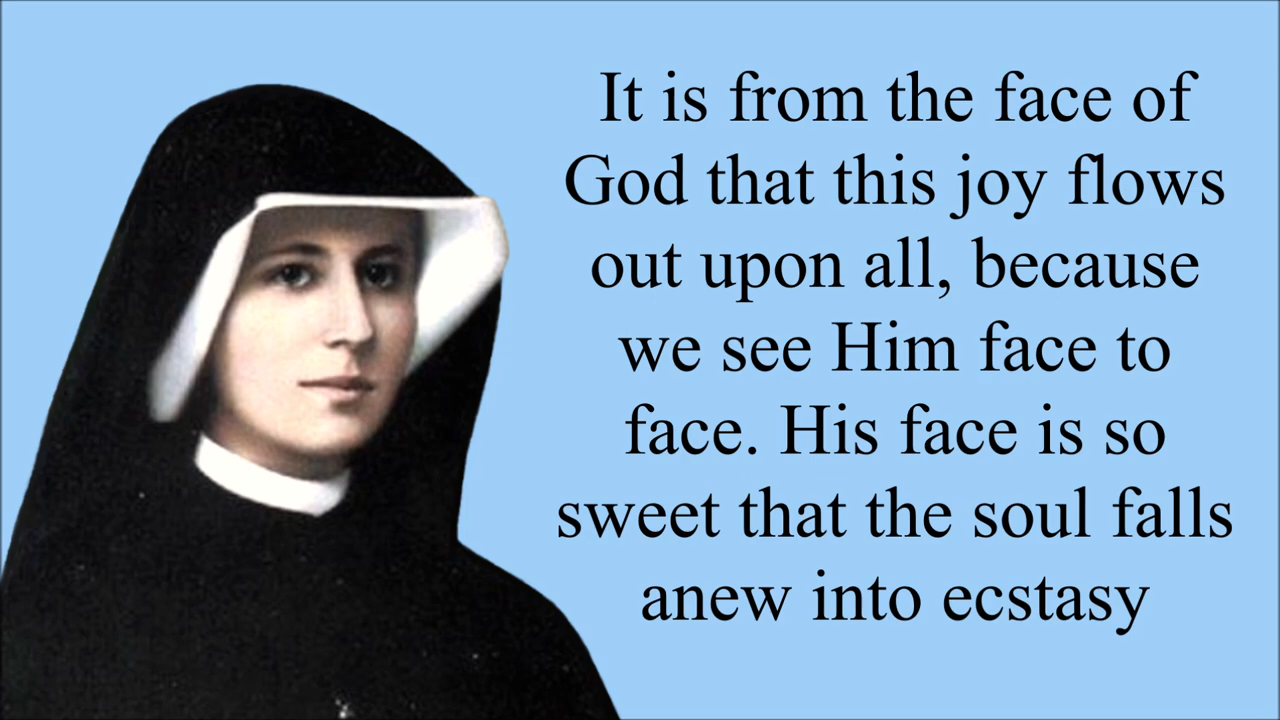 It is from the face of
God that this joy flows
out upon all, because
we see Him face to
face. His face is so
sweet that the soul falls
anew into ecstasy